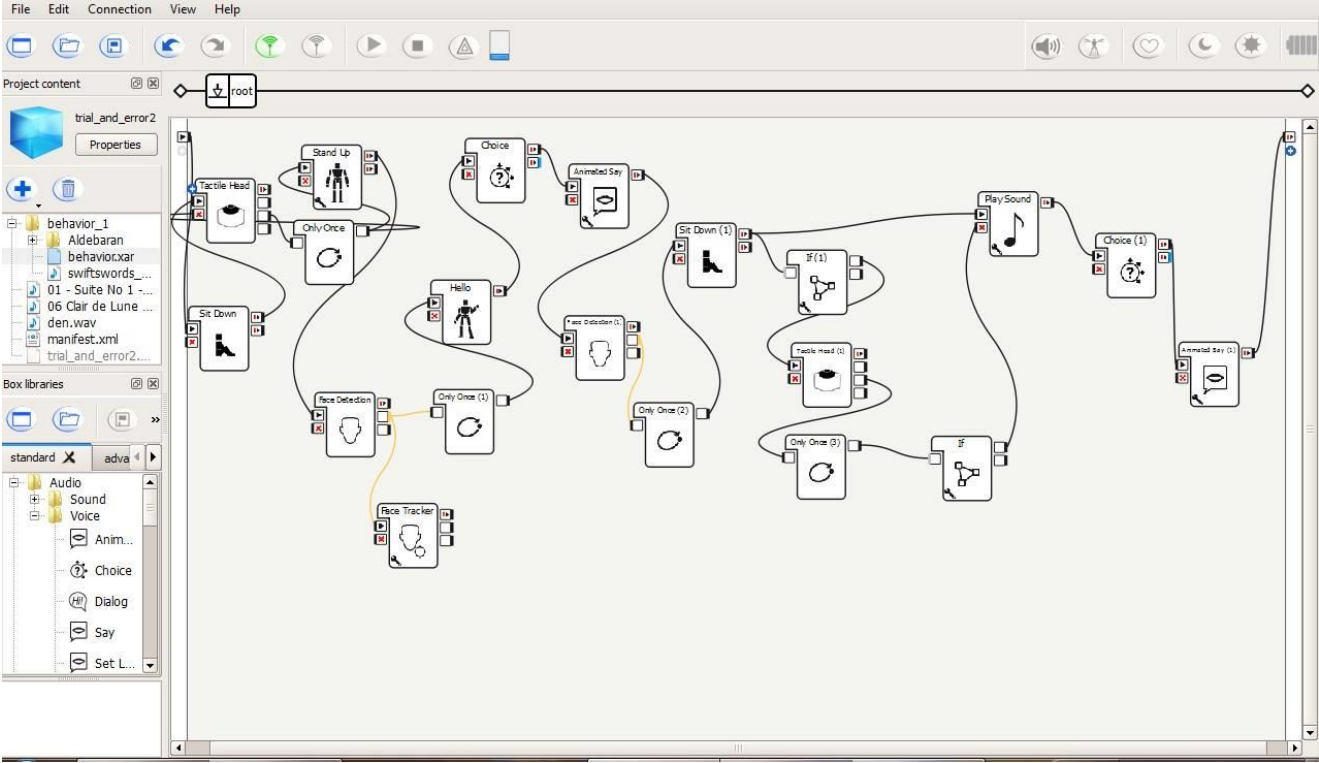 File Edit Connection View Help
Project content
root
trial_and_error2
Properties
behavior_1
Aldebaran
behavior.xar
swiftswords_...
01 - Suite No 1 -...
06 Clair de Lune ...
den.wav
manifest.xml
trial_and_error2....
Box libraries
»
standard X adva
Audio
Sound
Voice
Anim...
Choice
Hi!
Dialog
Say
Set L...
Tactile Head
Stand Up
Only Once
Sit Down
Choice
Animated Say
Hello
Face Detection
Only Once (1)
Face Tracker
Face Detection (1)
Only Once (2)
Sit Down (1)
If (1)
Tactile Head (1)
Only Once (3)
If
Play Sound
Choice (1)
Animated Say (1)